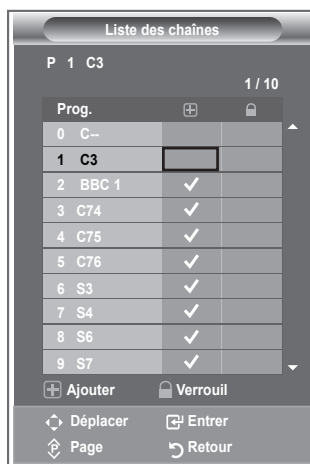 Liste des chaînes
P 1 C3
1 / 10
Prog.
0 C--
1 C3
2 BBC 1
3 C74
4 C75
5 C76
6 S3
7 S4
8 S6
9 S7
Ajouter Verrouil
Déplacer Entrer
Page Retour